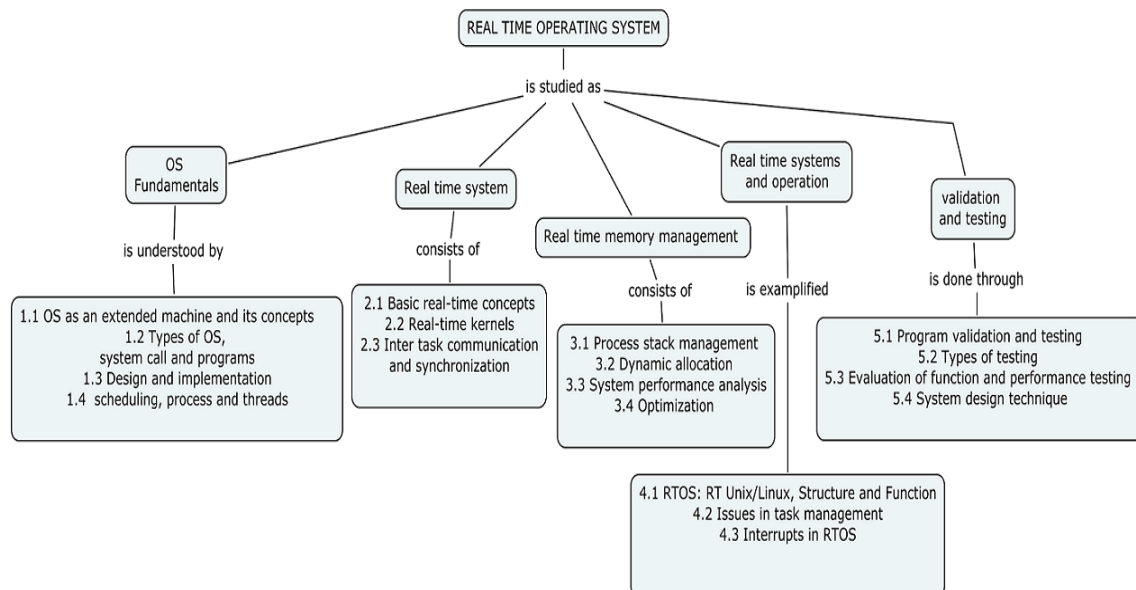 REAL TIME OPERATING SYSTEM
is studied as
OS
Fundamentals
is understood by
1.1 OS as an extended machine and its concepts
1.2 Types of OS,
system call and programs
1.3 Design and implementation
1.4 scheduling, process and threads
Real time system
consists of
2.1 Basic real-time concepts
2.2 Real-time kernels
2.3 Inter task communication
and synchronization
Real time memory management
consists of
3.1 Process stack management
3.2 Dynamic allocation
3.3 System performance analysis
3.4 Optimization
Real time systems
and operation
is examplified
4.1 RTOS: RT Unix/Linux, Structure and Function
4.2 Issues in task management
4.3 Interrupts in RTOS
validation
and testing
is done through
5.1 Program validation and testing
5.2 Types of testing
5.3 Evaluation of function and performance testing
5.4 System design technique